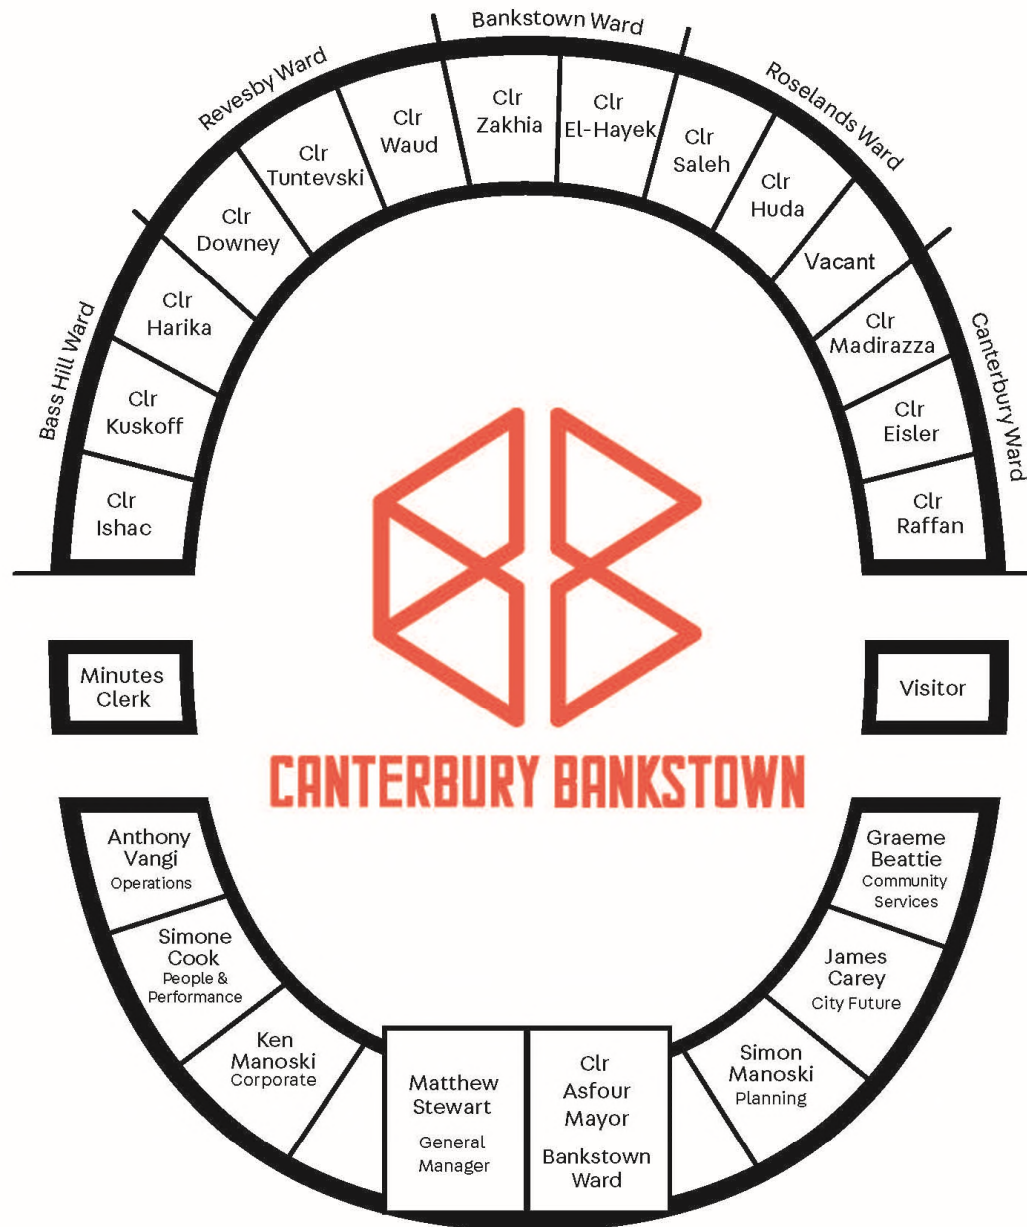 Bankstown Ward
Revesby Ward
Roselands Ward
Bass Hill Ward
Canterbury Ward
Clr
Ishac
Clr
Kuskoff
Clr
Harika
Clr
Downey
Clr
Tuntevski
Clr
Waud
Clr
Zakhia
Clr
El-Hayek
Clr
Saleh
Clr
Huda
Vacant
Clr
Madirazza
Clr
Eisler
Clr
Raffan
Minutes
Clerk
Visitor
CANTERBURY BANKSTOWN
Anthony
Vangi
Operations
Simone
Cook
People &
Performance
Ken
Manoski
Corporate
Matthew
Stewart
General
Manager
Clr
Asfour
Mayor
Bankstown
Ward
Simon
Manoski
Planning
James
Carey
City Future
Graeme
Beattie
Community
Services